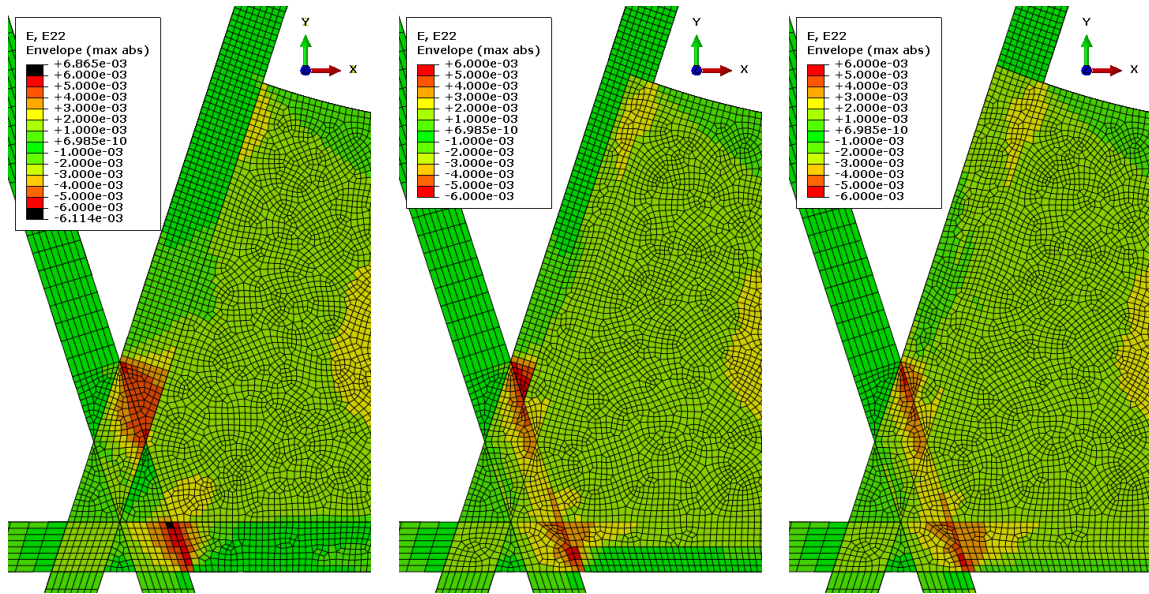 E, E22
Envelope (max abs)
+6.865e-03
+6.000e-03
+5.000e-03
+4.000e-03
+3.000e-03
+2.000e-03
+1.000e-03
+6.985e-10
-1.000e-03
-2.000e-03
-3.000e-03
-4.000e-03
-5.000e-03
-6.000e-03
-6.114e-03
Y
X
E, E22
Envelope (max abs)
+6.000e-03
+5.000e-03
+4.000e-03
+3.000e-03
+2.000e-03
+1.000e-03
+6.985e-10
-1.000e-03
-2.000e-03
-3.000e-03
-4.000e-03
-5.000e-03
-6.000e-03
Y
X
E, E22
Envelope (max abs)
+6.000e-03
+5.000e-03
+4.000e-03
+3.000e-03
+2.000e-03
+1.000e-03
+6.985e-10
-1.000e-03
-2.000e-03
-3.000e-03
-4.000e-03
-5.000e-03
-6.000e-03
Y
X